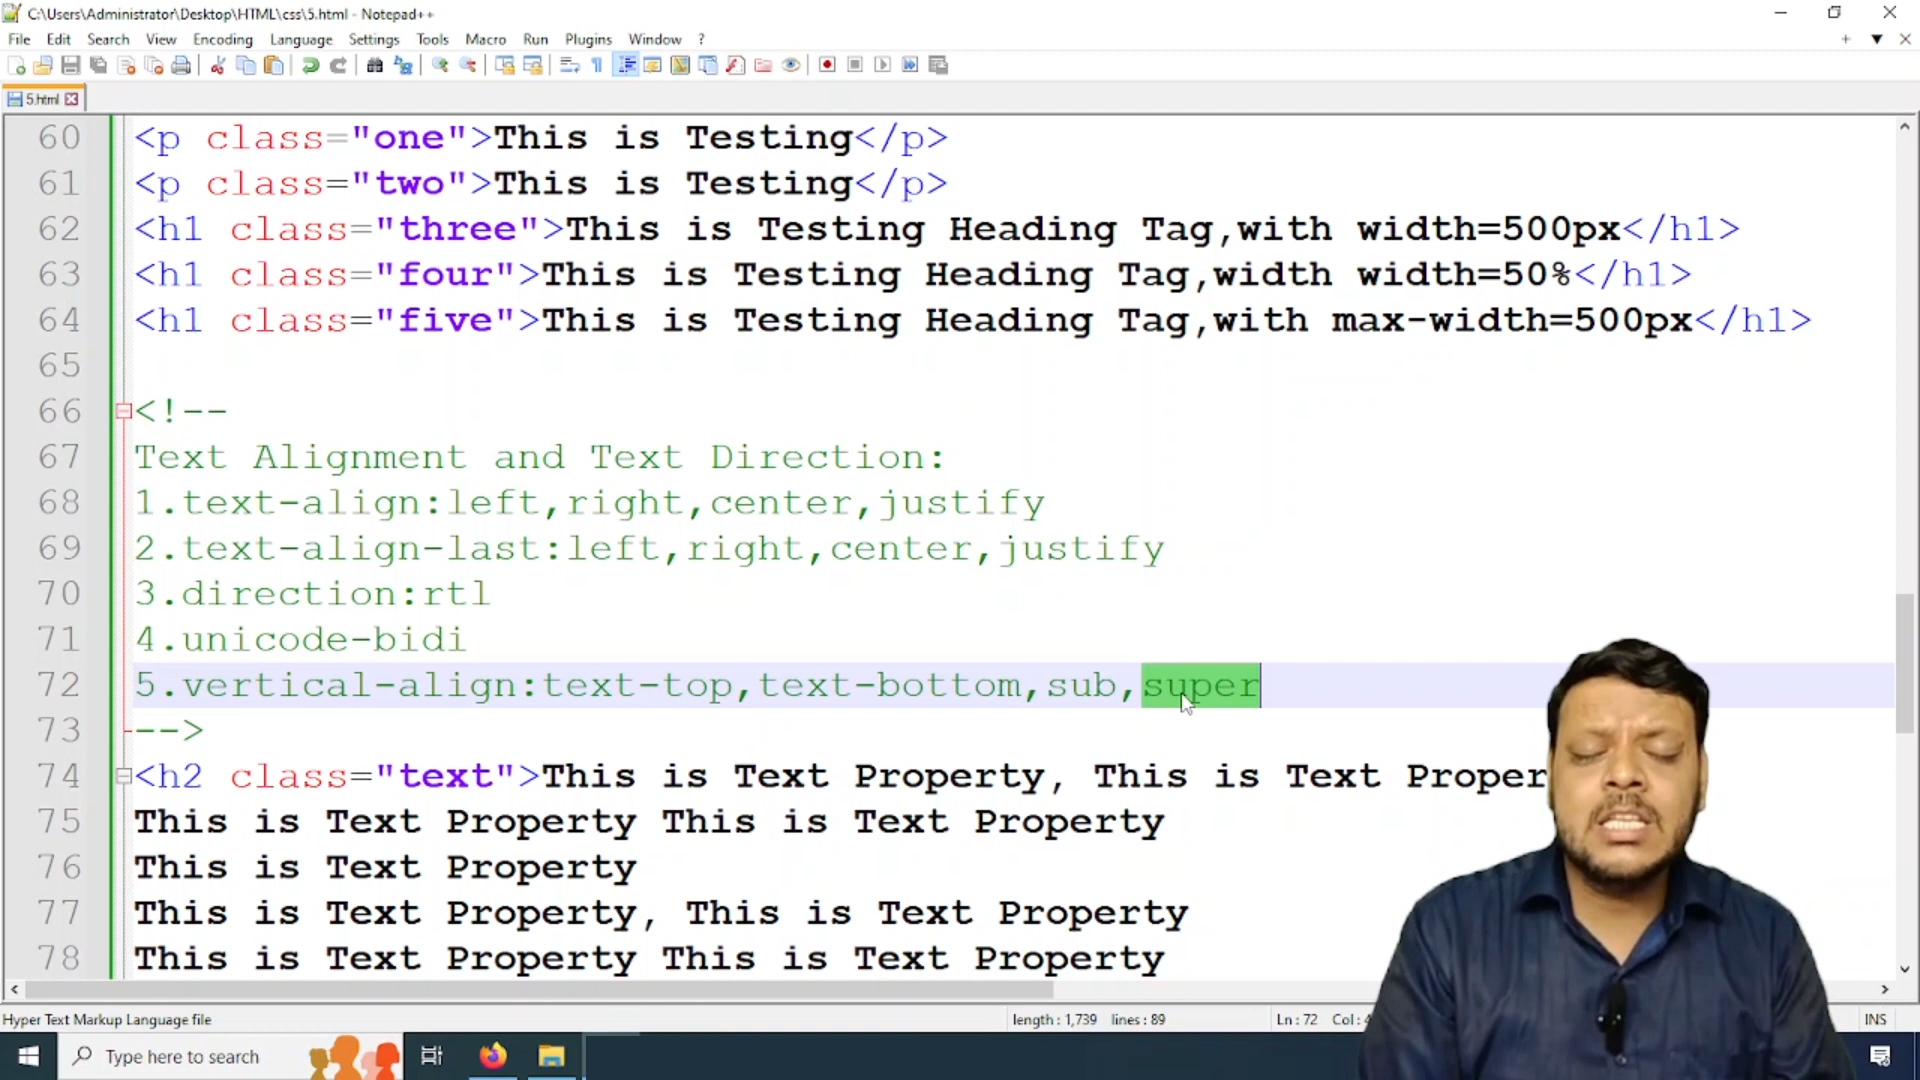 C:\Users\Administrator\Desktop\HTML\css\5.html - Notepad++
File Edit Search View Encoding Language Settings Tools Macro Run Plugins Window ?
5.html
60 <p class="one">This is Testing</p>
61 <p class="two">This is Testing</p>
62 <h1 class="three">This is Testing Heading Tag,with width=500px</h1>
63 <h1 class="four">This is Testing Heading Tag,width width=50%</h1>
64 <h1 class="five">This is Testing Heading Tag,with max-width=500px</h1>
65
66 <!--
67 Text Alignment and Text Direction:
68 1.text-align:left,right,center,justify
69 2.text-align-last:left,right,center,justify
70 3.direction:rtl
71 4.unicode-bidi
72 5.vertical-align:text-top,text-bottom,sub,super
73 -->
74 <h2 class="text">This is Text Property, This is Text Proper
75 This is Text Property This is Text Property
76 This is Text Property
77 This is Text Property, This is Text Property
78 This is Text Property This is Text Property
Hyper Text Markup Language file length : 1,739 lines : 89 Ln : 72 Col : 4 INS
Type here to search